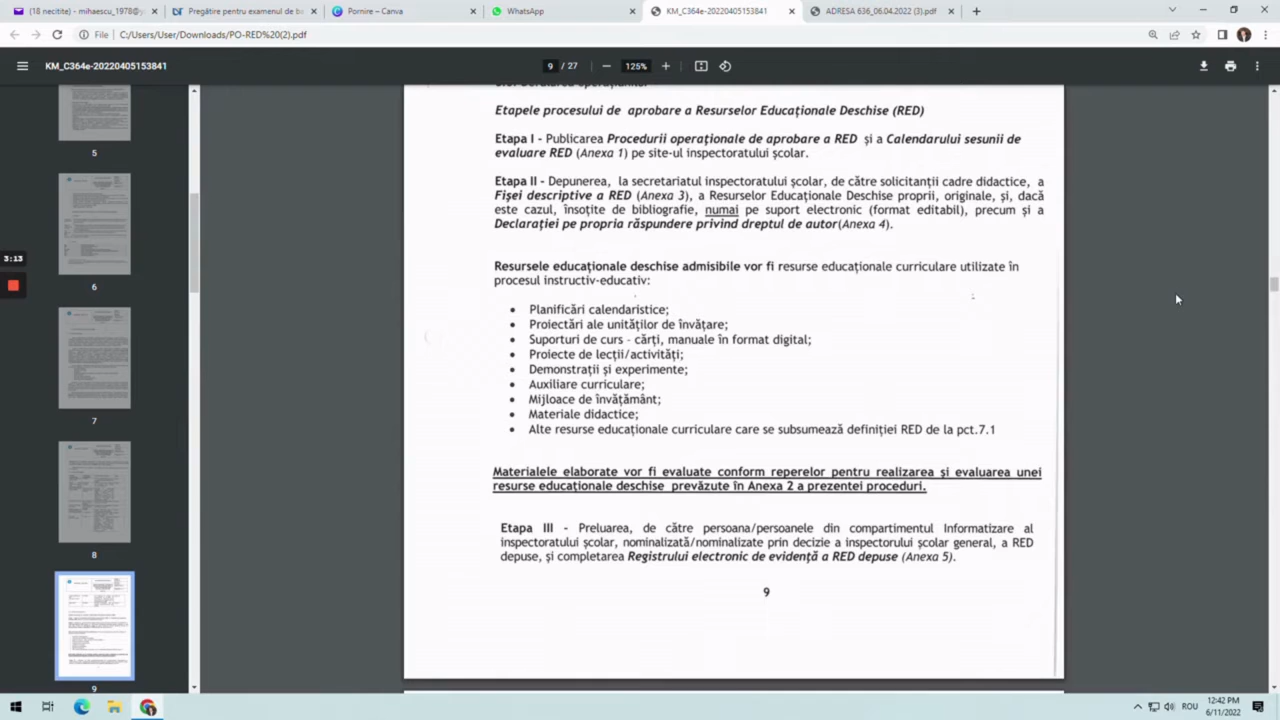 (18 necitite) - mihaescu_1978@y
Pregătire pentru examenul de b
Pornire – Canva
WhatsApp
KM_C364e-20220405153841
ADRESA 636_06.04.2022 (3).pdf
File
C:/Users/User/Downloads/PO-RED%20(2).pdf
KM_C364e-20220405153841
9 / 27
125%
Etapele procesului de aprobare a Resurselor Educaționale Deschise (RED)
Etapa I - Publicarea Procedurii operaționale de aprobare a RED și a Calendarului sesunii de
evaluare RED (Anexa 1) pe site-ul inspectoratului școlar.
Etapa II - Depunerea, la secretariatul inspectoratului școlar, de către solicitanții cadre didactice, a
Fișei descriptive a RED (Anexa 3), a Resurselor Educaționale Deschise proprii, originale, și, dacă
este cazul, însoțite de bibliografie, numai pe suport electronic (format editabil), precum și a
Declarației pe propria răspundere privind dreptul de autor(Anexa 4).
Resursele educaționale deschise admisibile vor fi resurse educaționale curriculare utilizate în
procesul instructiv-educativ:
• Planificări calendaristice;
• Proiectări ale unităților de învățare;
• Suporturi de curs - cărți, manuale în format digital;
• Proiecte de lecții/activități;
• Demonstrații și experimente;
• Auxiliare curriculare;
• Mijloace de învățământ;
• Materiale didactice;
• Alte resurse educaționale curriculare care se subsumează definiției RED de la pct.7.1
Materialele elaborate vor fi evaluate conform reperelor pentru realizarea și evaluarea unei
resurse educaționale deschise prevăzute în Anexa 2 a prezentei proceduri.
Etapa III - Preluarea, de către persoana/persoanele din compartimentul Informatizare al
inspectoratului școlar, nominalizată/nominalizate prin decizie a inspectorului școlar general, a RED
depuse, și completarea Registrului electronic de evidență a RED depuse (Anexa 5).
9
5
6
7
8
9
3:13
ROU
12:42 PM
6/11/2022